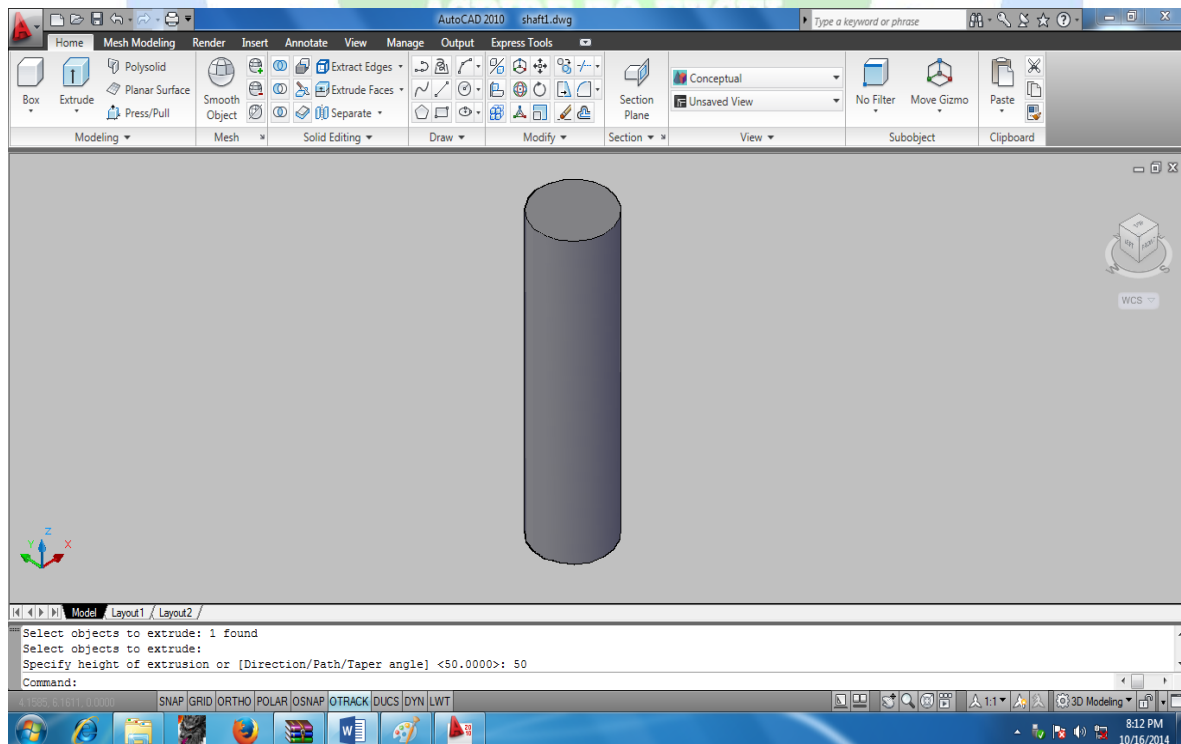 AutoCAD 2010 shaft1.dwg
Type a keyword or phrase
Home Mesh Modeling Render Insert Annotate View Manage Output Express Tools
Polysolid
Planar Surface
Press/Pull
Box
Extrude
Smooth
Object
Extract Edges
Extrude Faces
Separate
Section
Plane
Conceptual
Unsaved View
No Filter
Move Gizmo
Paste
Modeling
Mesh
Solid Editing
Draw
Modify
Section
View
Subobject
Clipboard
N
S
WCS
Z
Y
X
Model Layout1 Layout2
Select objects to extrude: 1 found
Select objects to extrude:
Specify height of extrusion or [Direction/Path/Taper angle] <50.0000>: 50
Command:
SNAP GRID ORTHO POLAR OSNAP OTRACK DUCS DYN LWT
1:1
3D Modeling
8:12 PM
10/16/2014